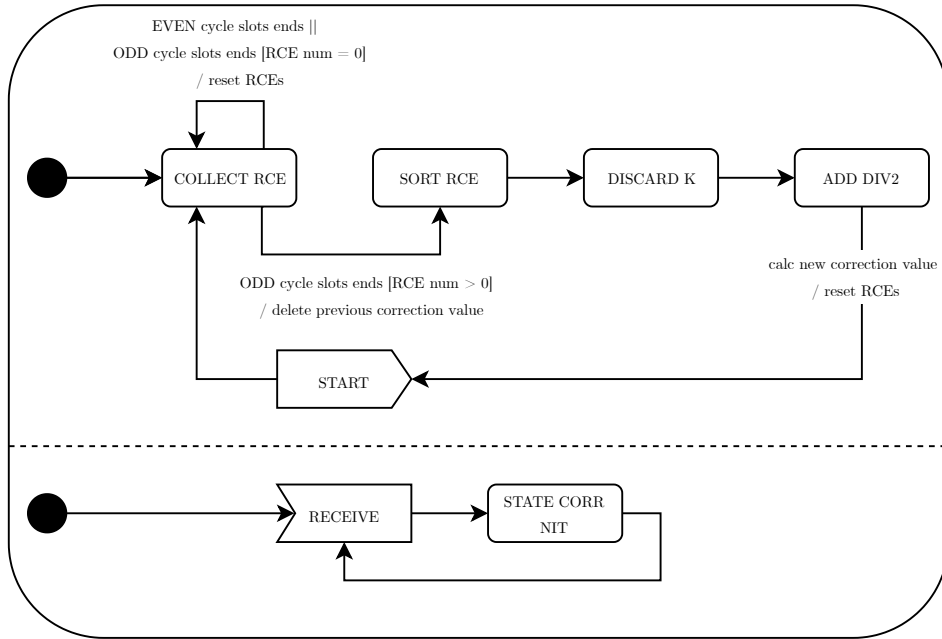 EVEN cycle slots ends ||
ODD cycle slots ends [RCE num = 0]
/ reset RCEs
COLLECT RCE
SORT RCE
DISCARD K
ADD DIV2
ODD cycle slots ends [RCE num > 0]
/ delete previous correction value
calc new correction value
/ reset RCEs
START
RECEIVE
STATE CORR
NIT